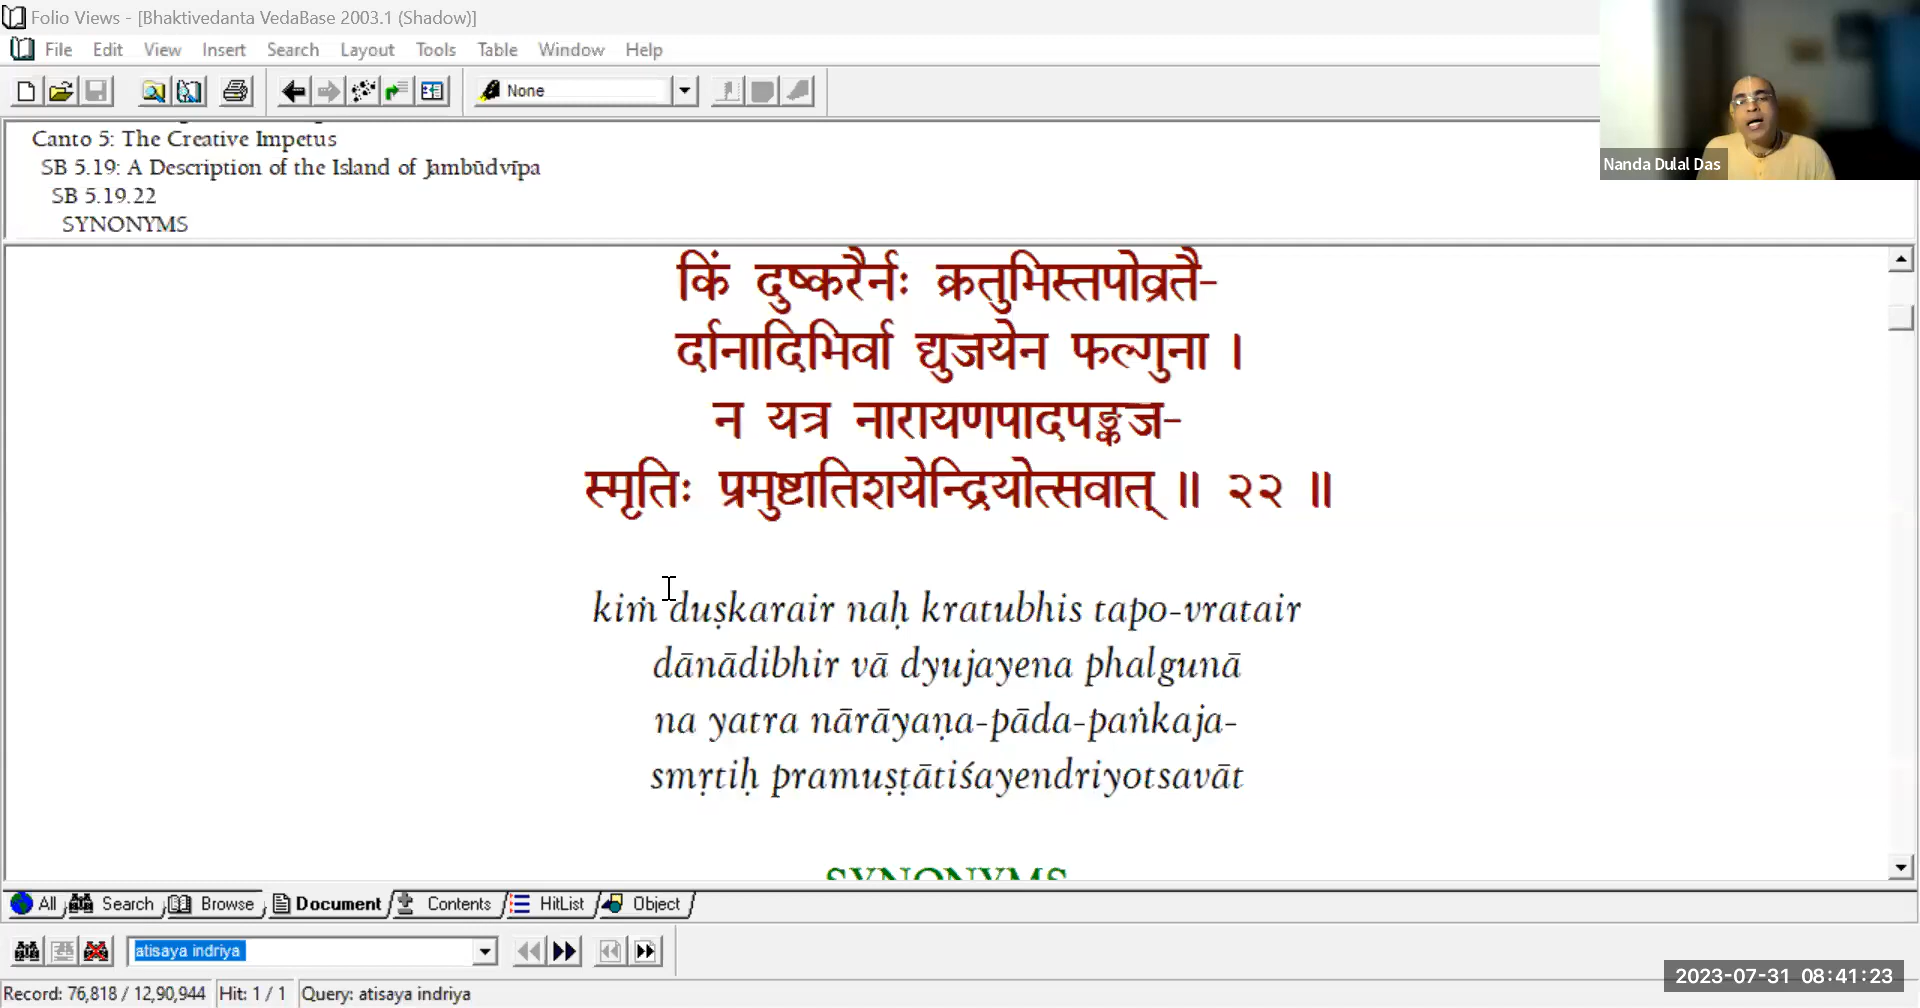 Folio Views - [Bhaktivedanta VedaBase 2003.1 (Shadow)]
File Edit View Insert Search Layout Tools Table Window Help
None
Nanda Dulal Das
Canto 5: The Creative Impetus
SB 5.19: A Description of the Island of Jambūdvīpa
SB 5.19.22
SYNONYMS
किं दुष्करैर्नः क्रतुभिस्तपोव्रतै-
र्दानादिभिर्वा द्युजयेन फल्गुना ।
न यत्र नारायणपादपङ्कज-
स्मृतिः प्रमुष्टातिशयेन्द्रियोत्सवात् ॥ २२ ॥
kiṁ duṣkarair naḥ kratubhis tapo-vratair
dānādibhir vā dyujayena phalgunā
na yatra nārāyaṇa-pāda-paṅkaja-
smṛtiḥ pramuṣṭātiśayendriyotsavāt
SYNONYMS
All Search Browse Document Contents HitList Object
atisaya indriya
2023-07-31 08:41:23
Record: 76,818 / 12,90,944 Hit: 1 / 1 Query: atisaya indriya